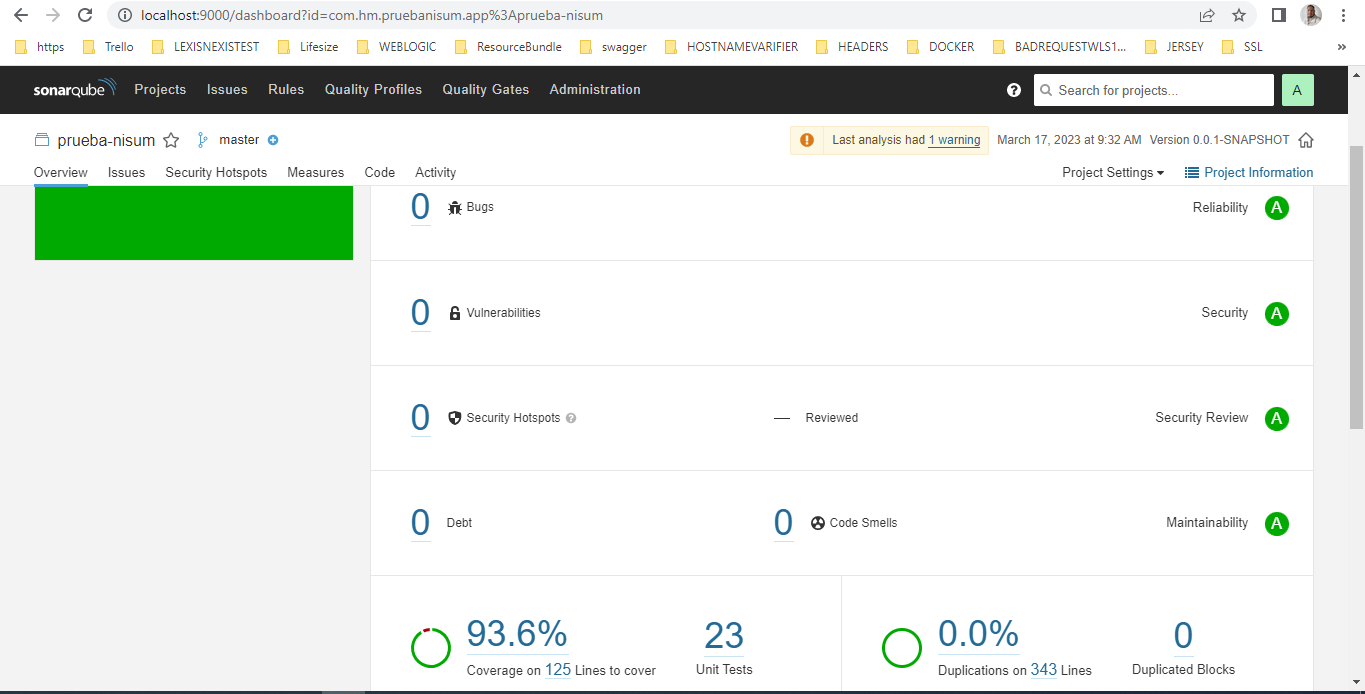 localhost:9000/dashboard?id=com.hm.pruebanisum.app%3Aprueba-nisum
https Trello LEXISNEXISTEST Lifesize WEBLOGIC ResourceBundle swagger HOSTNAMEVARIFIER HEADERS DOCKER BADREQUESTWLS1... JERSEY SSL »
sonarqube Projects Issues Rules Quality Profiles Quality Gates Administration ? Search for projects... A
prueba-nisum master Last analysis had 1 warning March 17, 2023 at 9:32 AM Version 0.0.1-SNAPSHOT
Overview Issues Security Hotspots Measures Code Activity Project Settings Project Information
0 Bugs Reliability A
0 Vulnerabilities Security A
0 Security Hotspots ? — Reviewed Security Review A
0 Debt 0 Code Smells Maintainability A
93.6% 23 0.0% 0
Coverage on 125 Lines to cover Unit Tests Duplications on 343 Lines Duplicated Blocks